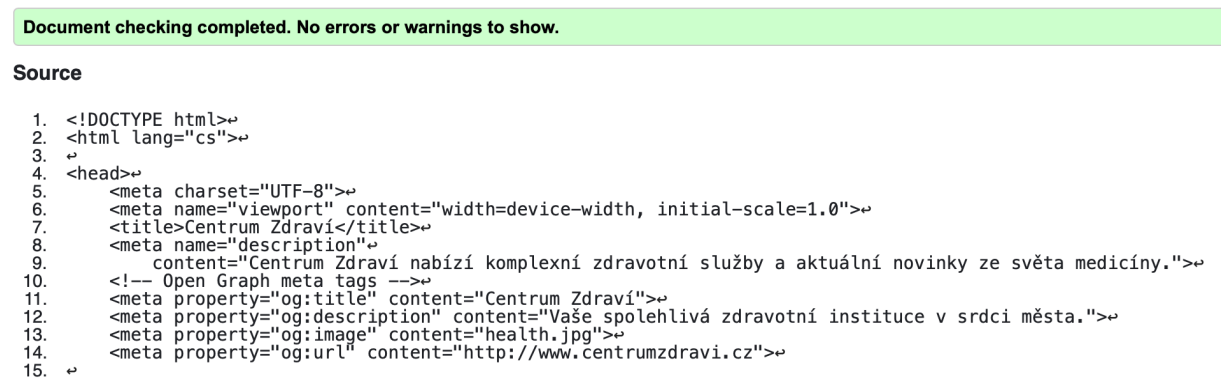 Document checking completed. No errors or warnings to show.
Source
1. <!DOCTYPE html>↩
2. <html lang="cs">↩
3. ↩
4. <head>↩
5.     <meta charset="UTF-8">↩
6.     <meta name="viewport" content="width=device-width, initial-scale=1.0">↩
7.     <title>Centrum Zdraví</title>↩
8.     <meta name="description"↩
9.         content="Centrum Zdraví nabízí komplexní zdravotní služby a aktuální novinky ze světa medicíny.">↩
10.     <!-- Open Graph meta tags -->↩
11.     <meta property="og:title" content="Centrum Zdraví">↩
12.     <meta property="og:description" content="Vaše spolehlivá zdravotní instituce v srdci města.">↩
13.     <meta property="og:image" content="health.jpg">↩
14.     <meta property="og:url" content="http://www.centrumzdravi.cz">↩
15. ↩